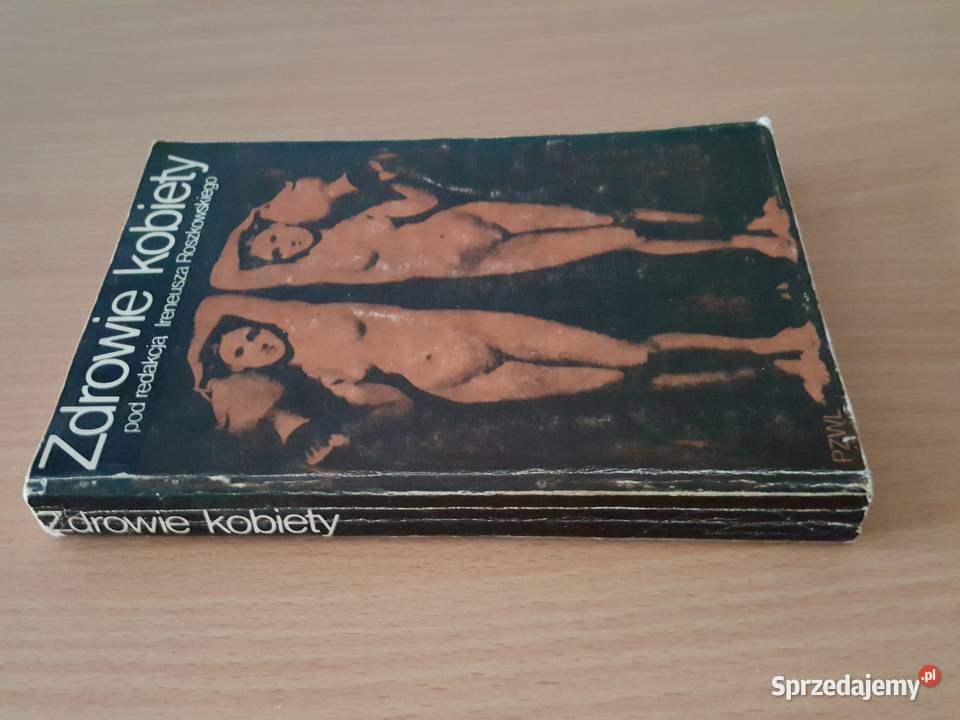 Zdrowie kobiety
pod redakcją Ireneusza Roszkowskiego
PZWL
Zdrowie kobiety
Sprzedajemy.pl